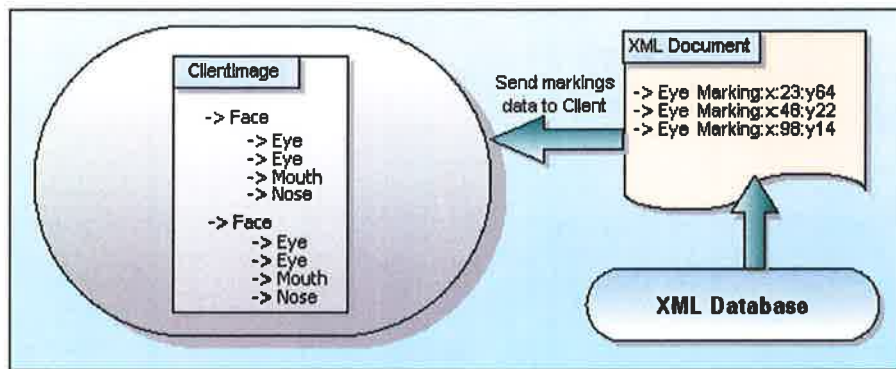 ClientImage
-> Face
-> Eye
-> Eye
-> Mouth
-> Nose
-> Face
-> Eye
-> Eye
-> Mouth
-> Nose
Send markings
data to Client
XML Document
-> Eye Marking:x:23:y64
-> Eye Marking:x:46:y22
-> Eye Marking:x:98:y14
XML Database